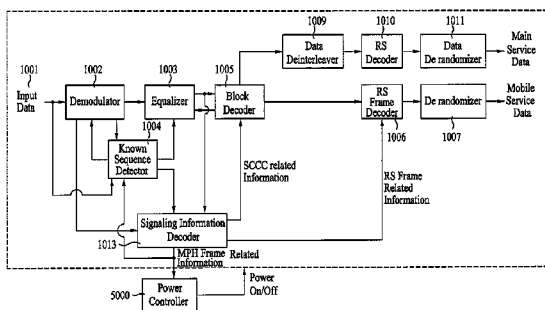 1009
1010
1011
Data
Deinterleaver
RS
Decoder
Data
De randomizer
Main
Service
Data
1001
1002
1003
1005
Input
Data
Demodulator
Equalizer
Block
Decoder
RS
Frame
Decoder
De randomizer
Mobile
Service
Data
1004
1006
1007
Known
Sequence
Detector
SCCC related
Information
RS Frame
Related
Information
Signaling Information
Decoder
1013
MPH Frame Related
Information
5000
Power
Controller
Power
On/Off